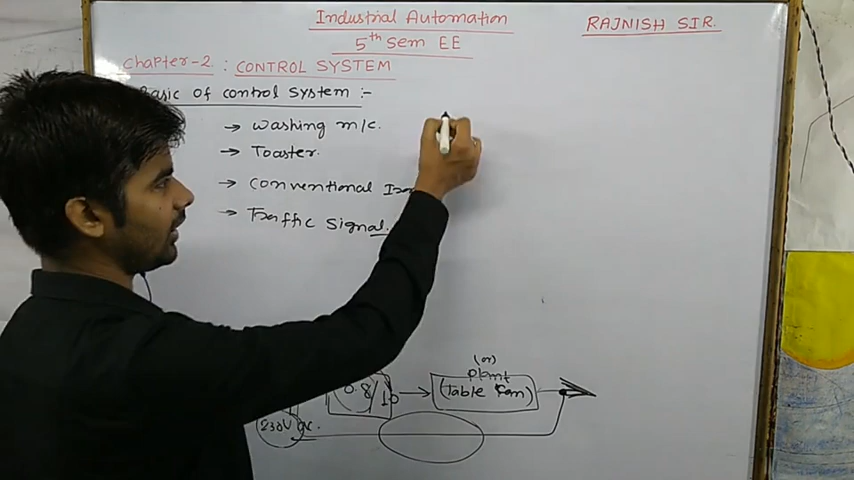 Industrial Automation
RAJNISH SIR.
5th Sem EE
Chapter-2 : CONTROL SYSTEM
Basic of control System :-
→ Washing m/c.
→ Toaster.
→ Conventional
→ Traffic Signal.
(or)
plant
(Table Fan)
230V ac.